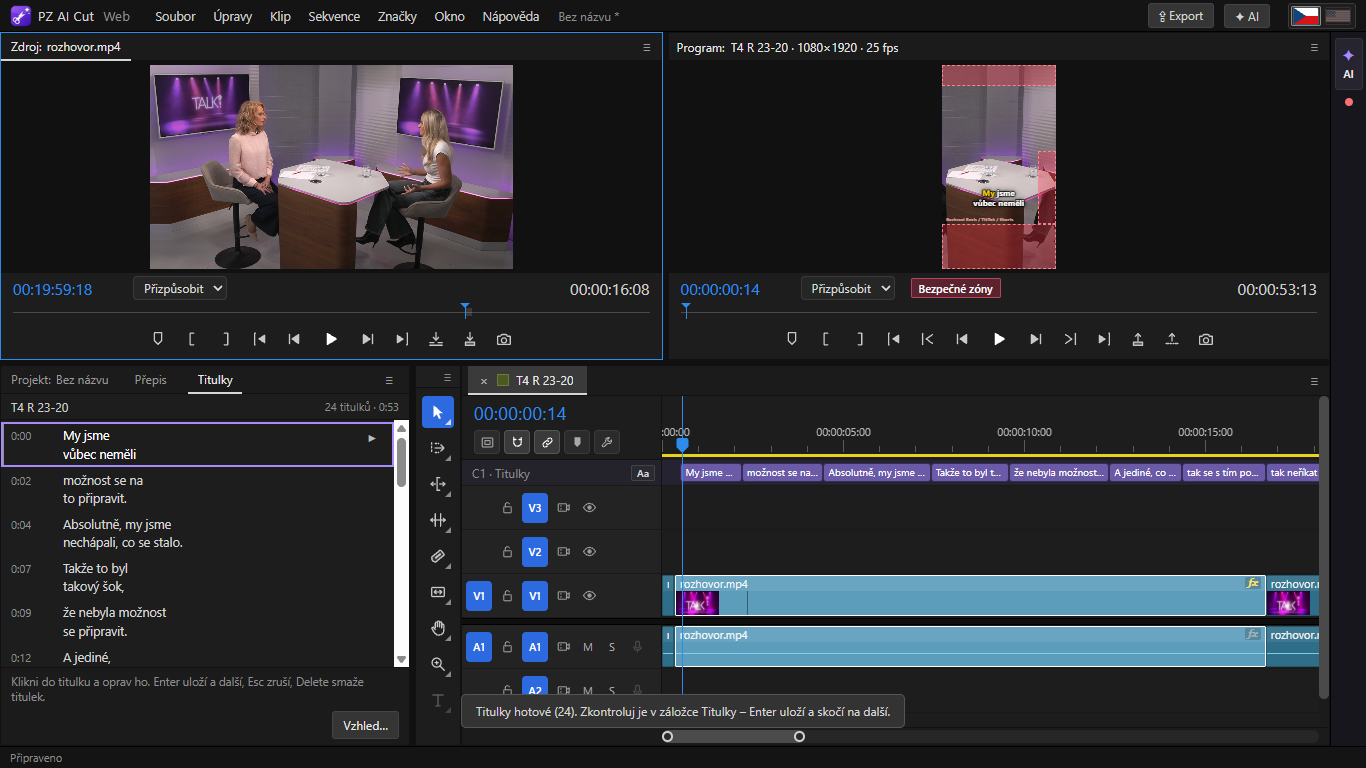 PZ AI Cut Web Soubor Úpravy Klip Sekvence Značky Okno Nápověda Bez názvu * Export AI
Zdroj: rozhovor.mp4
Program: T4 R 23-20 · 1080×1920 · 25 fps
AI
TALK!
My jsme
vůbec neměli
00:19:59:18 Přizpůsobit 00:00:16:08
00:00:00:14 Přizpůsobit Bezpečné zóny 00:00:53:13
Projekt: Bez názvu Přepis Titulky
T4 R 23-20 24 titulků · 0:53
0:00 My jsme
vůbec neměli
0:02 možnost se na
to připravit.
0:04 Absolutně, my jsme
nechápali, co se stalo.
0:07 Takže to byl
takový šok,
0:09 že nebyla možnost
se připravit.
0:12 A jediné,
Klikni do titulku a oprav ho. Enter uloží a další, Esc zruší, Delete smaže
titulek.
Vzhled...
× T4 R 23-20
00:00:00:14
:00:00 00:00:05:00 00:00:10:00 00:00:15:00
C1 · Titulky Aa
My jsme ... možnost se na... Absolutně, my jsme ... Takže to byl t... že nebyla možnost... A jediné, co ... tak se s tím po... tak neříkat
V3
V2
V1 V1 rozhovor.mp4 fx rozhovor.m
TALK!
TALK!
A1 A1 M S rozhovor.mp4 fx rozhovor.m
A2 M S
Titulky hotové (24). Zkontroluj je v záložce Titulky – Enter uloží a skočí na další.
Připraveno